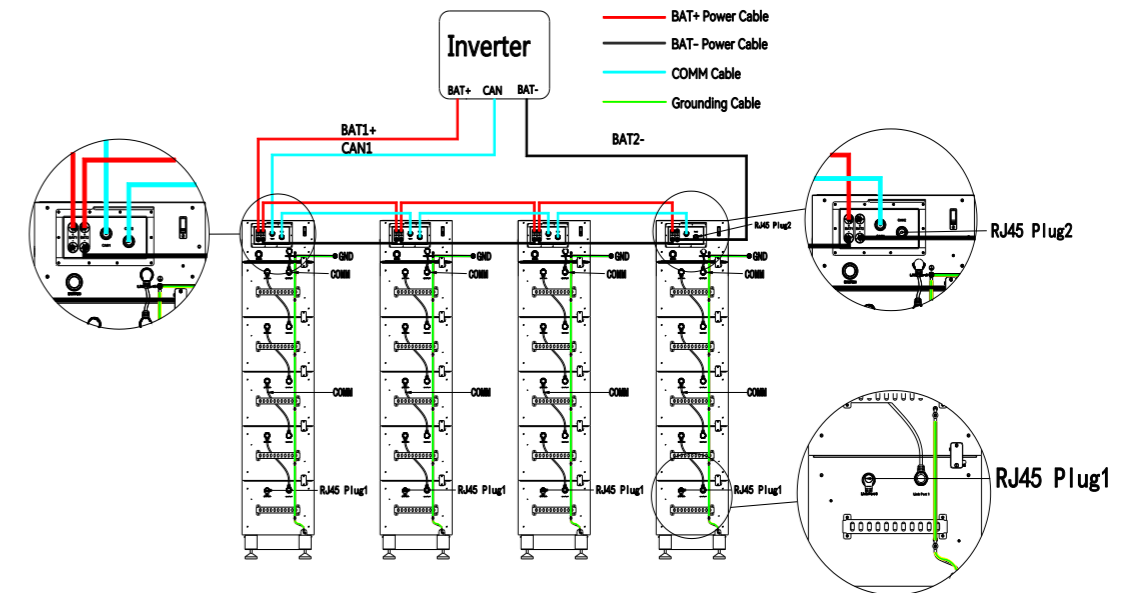 Inverter
BAT+ CAN BAT-
BAT+ Power Cable
BAT- Power Cable
COMM Cable
Grounding Cable
BAT1+
CAN1
BAT2-
RJ45 Plug2
RJ45 Plug2
GND
GND
GND
GND
COMM
COMM
COMM
COMM
COMM
COMM
COMM
COMM
RJ45 Plug1
RJ45 Plug1
RJ45 Plug1
RJ45 Plug1
RJ45 Plug1